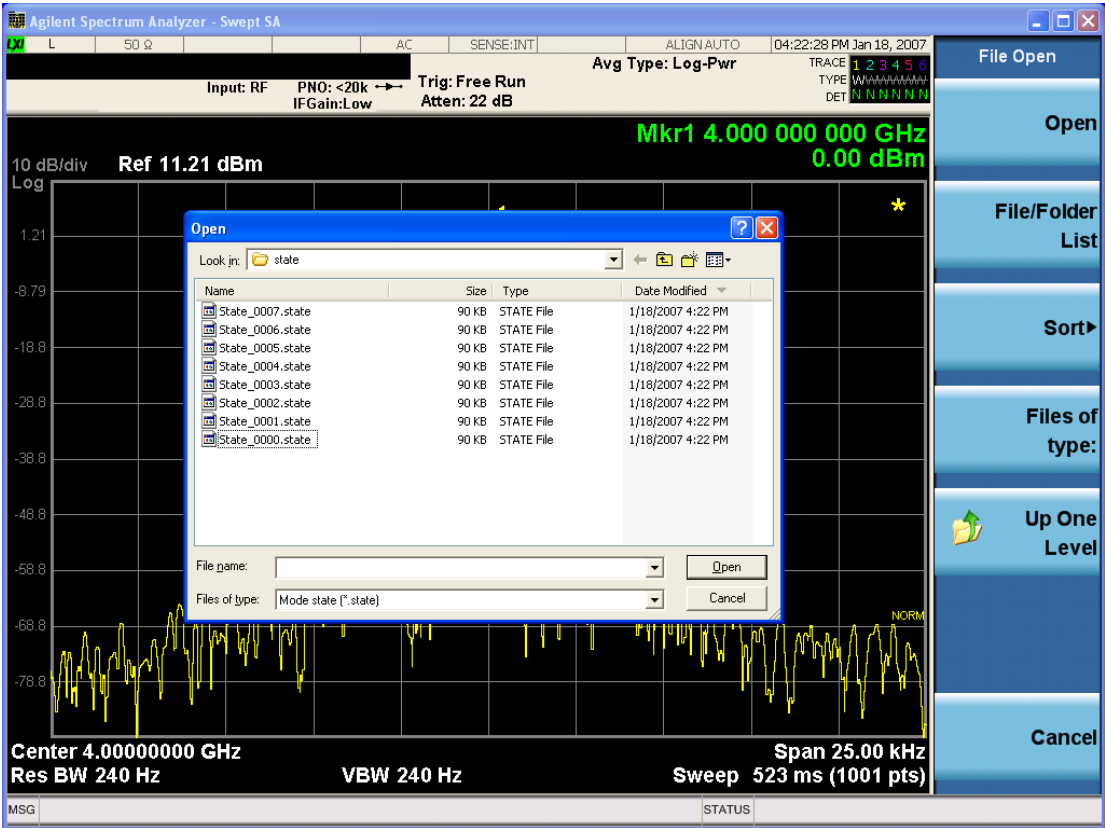 Agilent Spectrum Analyzer - Swept SA
LXI L 50 Ω AC SENSE:INT ALIGN AUTO 04:22:28 PM Jan 18, 2007
Input: RF PNO: <20k Trig: Free Run Avg Type: Log-Pwr TRACE 1 2 3 4 5 6
IFGain:Low Atten: 22 dB TYPE
DET N N N N N N
Mkr1 4.000 000 000 GHz
0.00 dBm
10 dB/div Ref 11.21 dBm
Log
1.21
-8.79
-18.8
-28.8
-38.8
-48.8
-58.8
-68.8
-78.8
Open
Look in: state
Name Size Type Date Modified
State_0007.state 90 KB STATE File 1/18/2007 4:22 PM
State_0006.state 90 KB STATE File 1/18/2007 4:22 PM
State_0005.state 90 KB STATE File 1/18/2007 4:22 PM
State_0004.state 90 KB STATE File 1/18/2007 4:22 PM
State_0003.state 90 KB STATE File 1/18/2007 4:22 PM
State_0002.state 90 KB STATE File 1/18/2007 4:22 PM
State_0001.state 90 KB STATE File 1/18/2007 4:22 PM
State_0000.state 90 KB STATE File 1/18/2007 4:22 PM
File name: Open
Files of type: Mode state (*.state) Cancel
NORM
Center 4.00000000 GHz Span 25.00 kHz
Res BW 240 Hz VBW 240 Hz Sweep 523 ms (1001 pts)
MSG STATUS
File Open
Open
File/Folder
List
Sort
Files of
type:
Up One
Level
Cancel